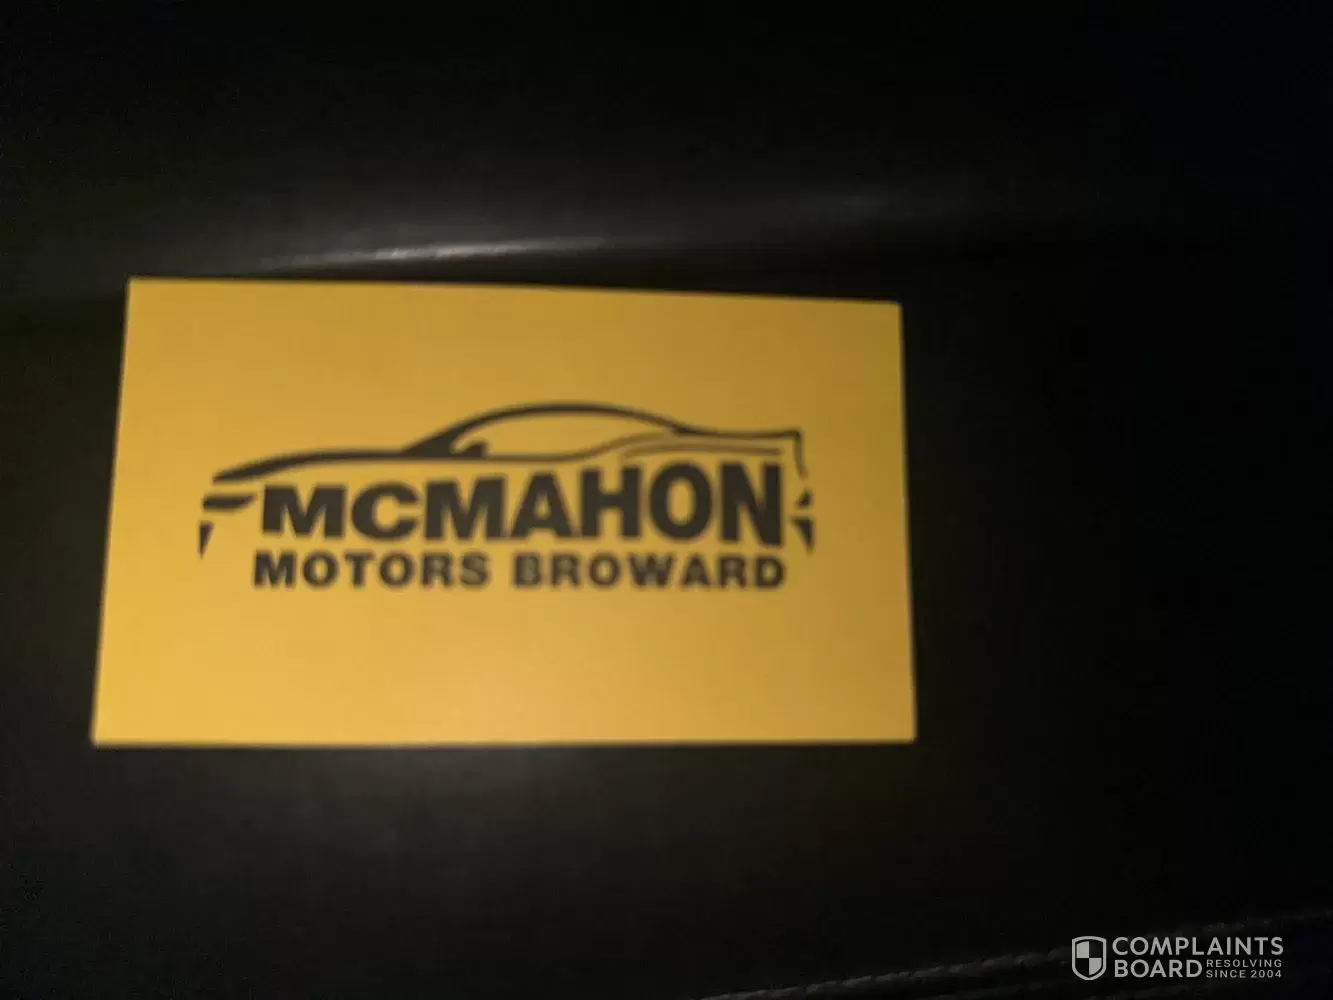 MCMAHON
MOTORS BROWARD
COMPLAINTS
BOARD RESOLVING
SINCE 2004